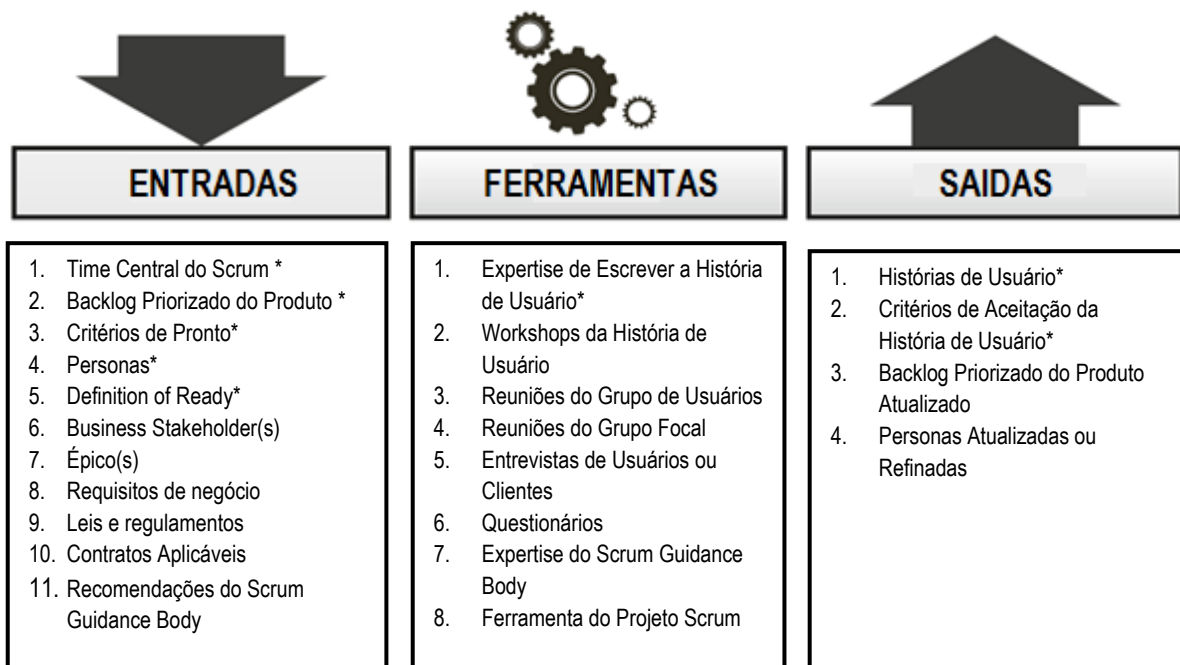 ENTRADAS
1. Time Central do Scrum *
2. Backlog Priorizado do Produto *
3. Critérios de Pronto*
4. Personas*
5. Definition of Ready*
6. Business Stakeholder(s)
7. Épico(s)
8. Requisitos de negócio
9. Leis e regulamentos
10. Contratos Aplicáveis
11. Recomendações do Scrum
Guidance Body
FERRAMENTAS
1. Expertise de Escrever a História
de Usuário*
2. Workshops da História de
Usuário
3. Reuniões do Grupo de Usuários
4. Reuniões do Grupo Focal
5. Entrevistas de Usuários ou
Clientes
6. Questionários
7. Expertise do Scrum Guidance
Body
8. Ferramenta do Projeto Scrum
SAIDAS
1. Histórias de Usuário*
2. Critérios de Aceitação da
História de Usuário*
3. Backlog Priorizado do Produto
Atualizado
4. Personas Atualizadas ou
Refinadas